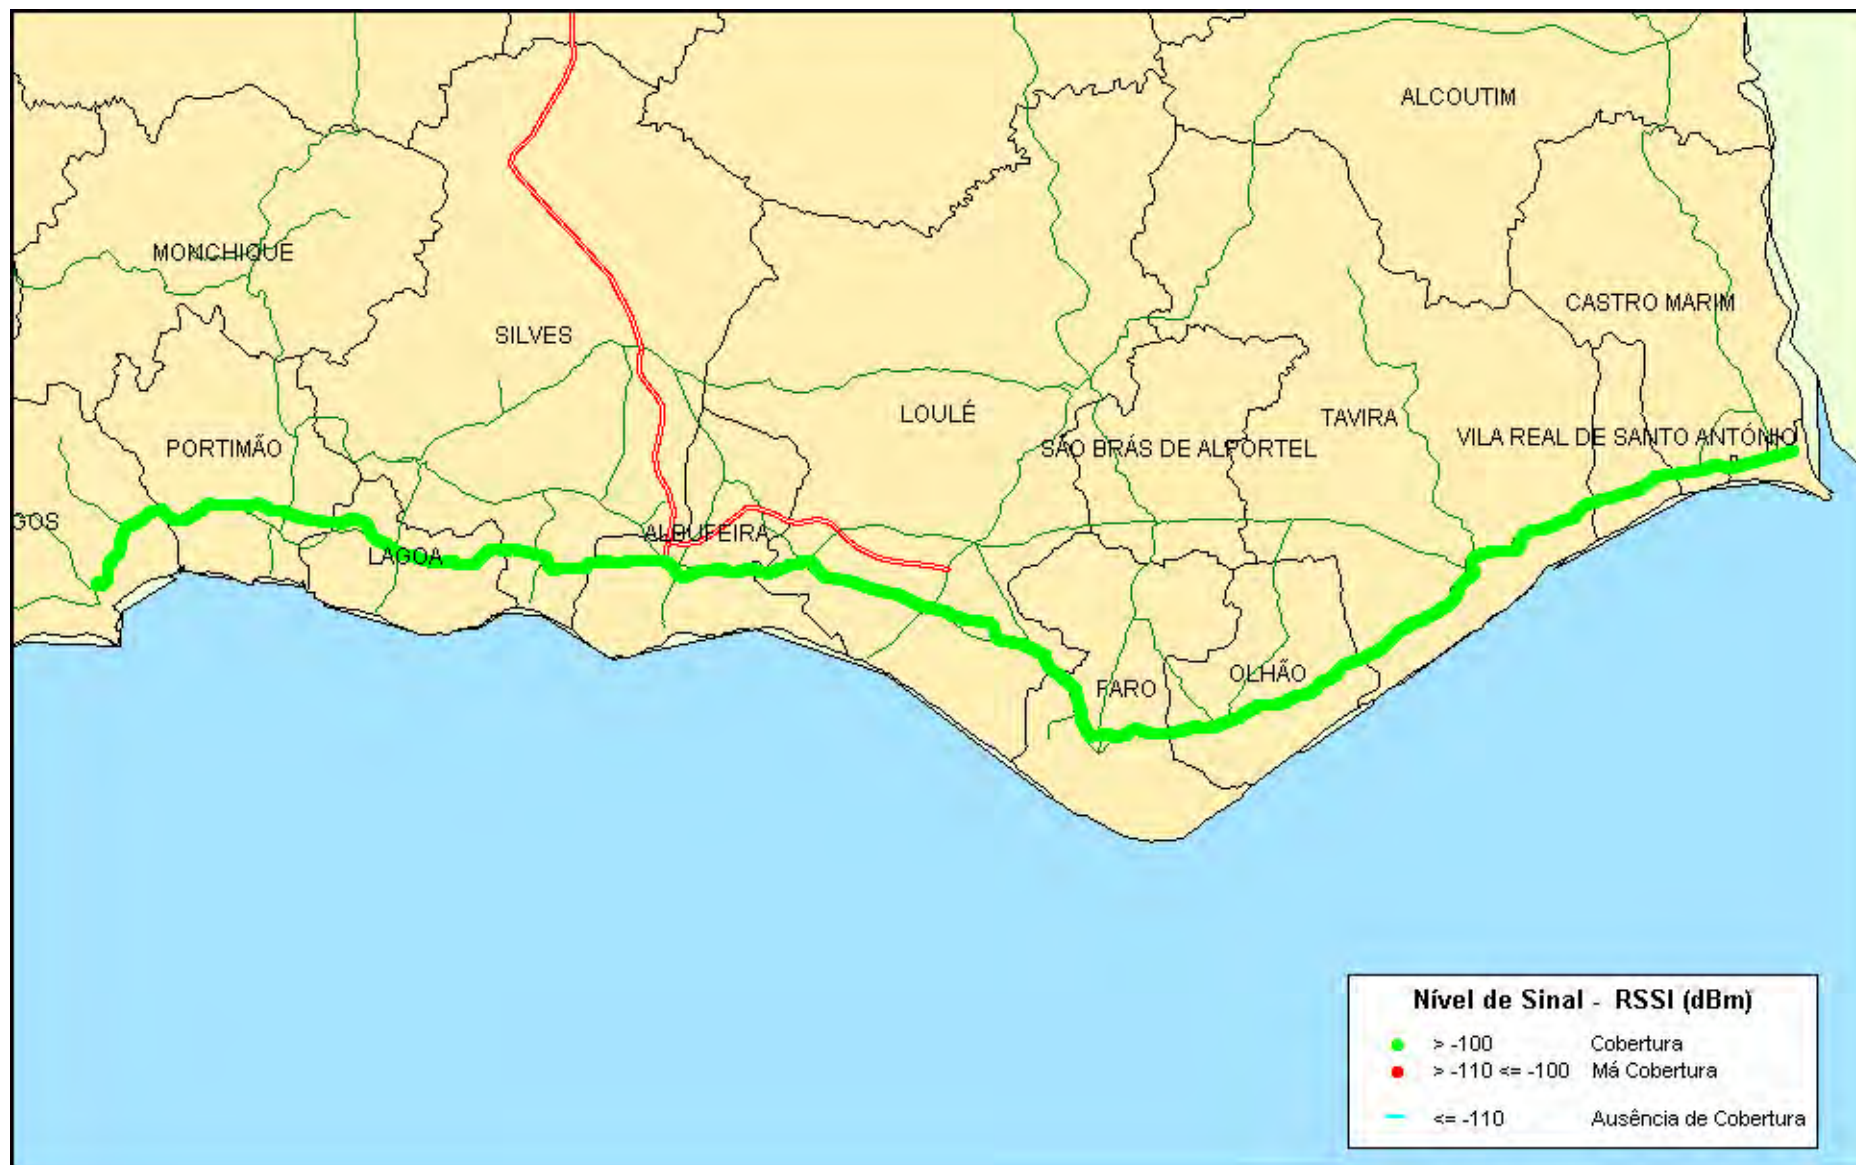 ALCOUTIM
MONCHIQUE
CASTRO MARIM
SILVES
LOULÉ
TAVIRA
VILA REAL DE SANTO ANTÓNIO
PORTIMÃO
SÃO BRÁS DE ALPORTEL
GOS
ALBUFEIRA
LAGOA
OLHÃO
FARO
Nível de Sinal - RSSI (dBm)
> -100 Cobertura
> -110 <= -100 Má Cobertura
<= -110 Ausência de Cobertura